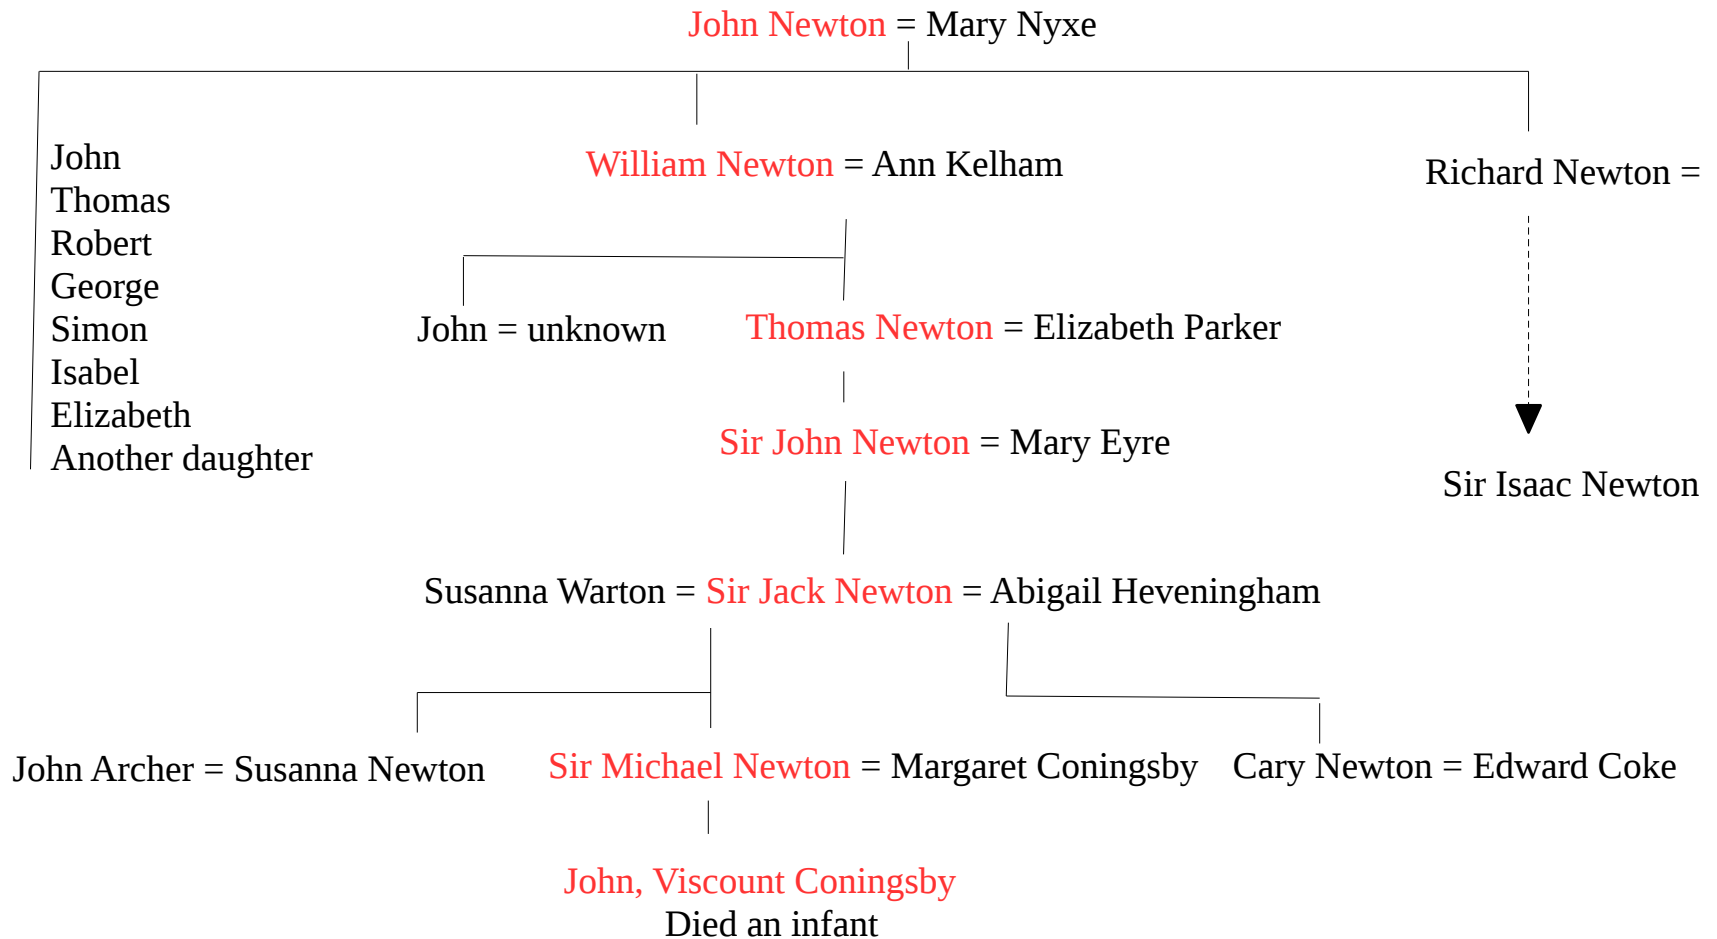 John Newton = Mary Nyxe
John
Thomas
Robert
George
Simon
Isabel
Elizabeth
Another daughter
William Newton = Ann Kelham
Richard Newton =
John = unknown
Thomas Newton = Elizabeth Parker
Sir John Newton = Mary Eyre
Sir Isaac Newton
Susanna Warton = Sir Jack Newton = Abigail Heveningham
John Archer = Susanna Newton
Sir Michael Newton = Margaret Coningsby
Cary Newton = Edward Coke
John, Viscount Coningsby
Died an infant